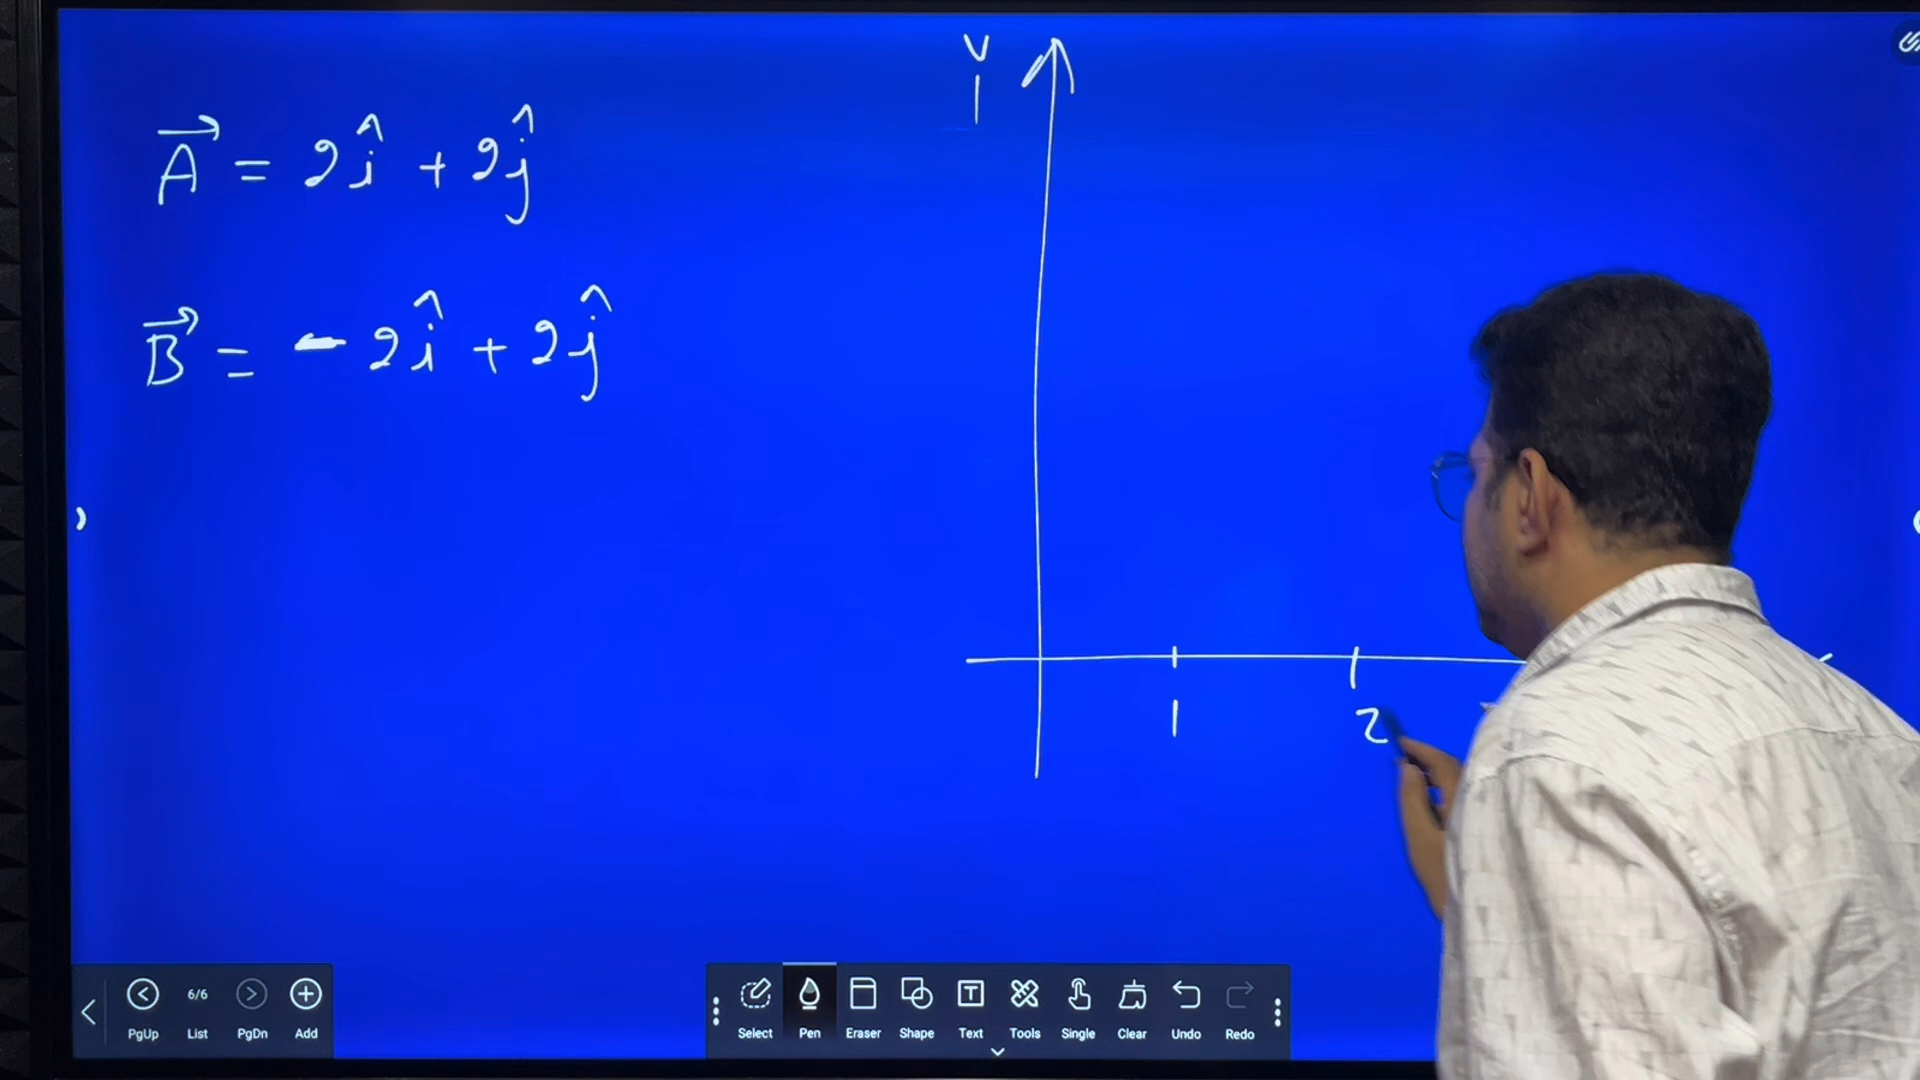 A⃗ = 2î + 2ĵ
B⃗ = - 2î + 2ĵ
Y
1 2
6/6
PgUp List PgDn Add
Select Pen Eraser Shape Text Tools Single Clear Undo Redo